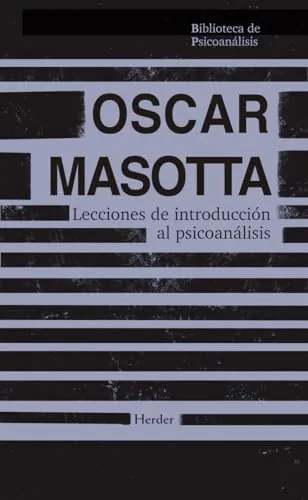 Biblioteca de
Psicoanálisis
OSCAR
MASOTTA
Lecciones de introducción
al psicoanálisis
Herder